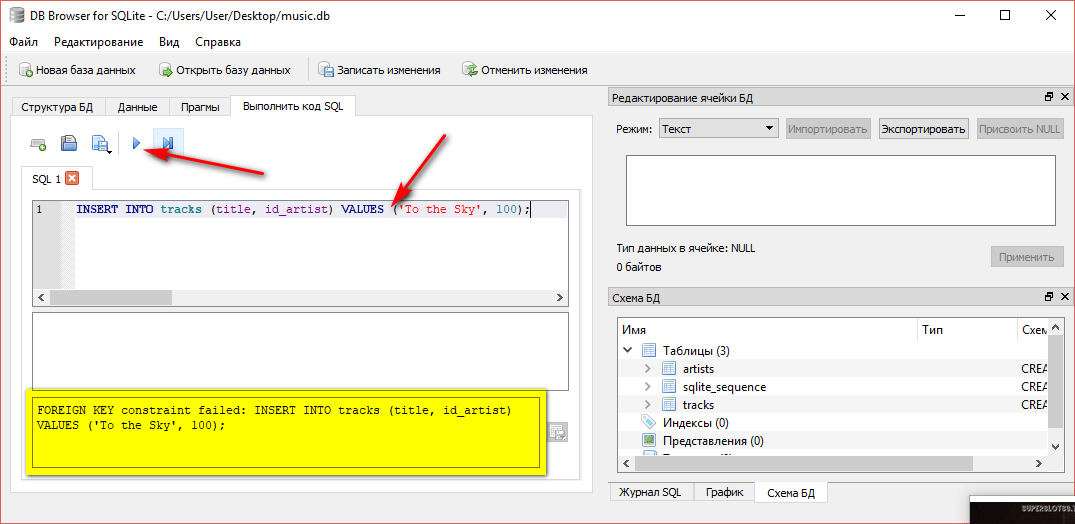 DB Browser for SQLite - C:/Users/User/Desktop/music.db
Файл Редактирование Вид Справка
Новая база данных Открыть базу данных Записать изменения Отменить изменения
Структура БД Данные Прагмы Выполнить код SQL
SQL 1
1 INSERT INTO tracks (title, id_artist) VALUES ('To the Sky', 100);
FOREIGN KEY constraint failed: INSERT INTO tracks (title, id_artist)
VALUES ('To the Sky', 100);
Редактирование ячейки БД
Режим: Текст Импортировать Экспортировать Присвоить NULL
Тип данных в ячейке: NULL
0 байтов
Применить
Схема БД
Имя Тип Схем
Таблицы (3)
artists CREA
sqlite_sequence CREA
tracks CREA
Индексы (0)
Представления (0)
Журнал SQL График Схема БД